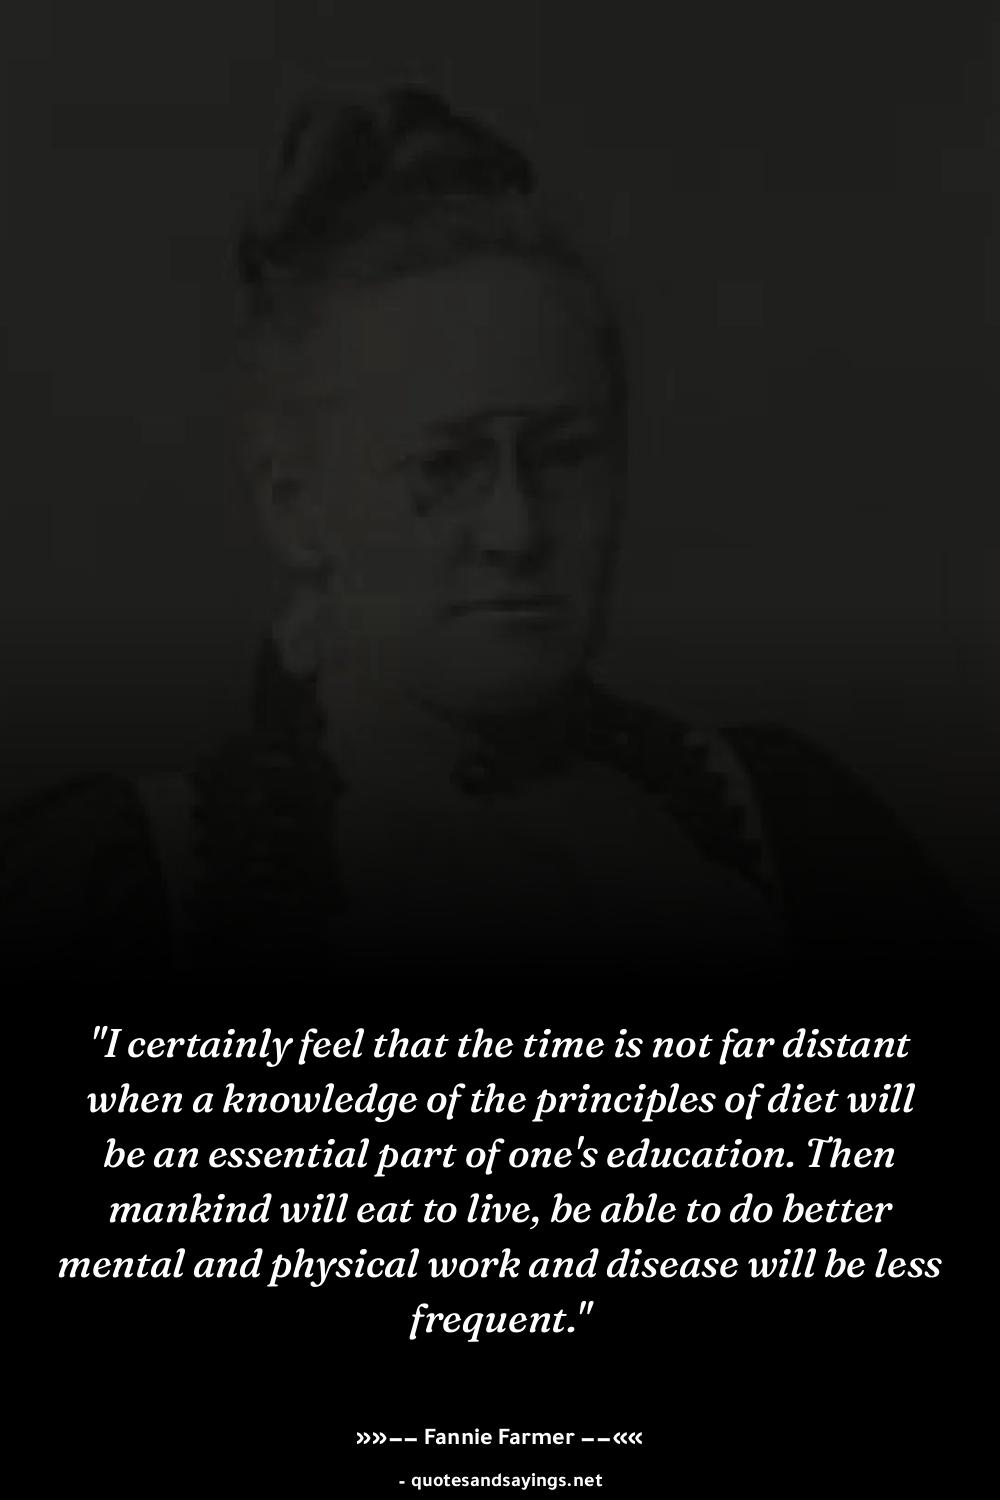 "I certainly feel that the time is not far distant
when a knowledge of the principles of diet will
be an essential part of one's education. Then
mankind will eat to live, be able to do better
mental and physical work and disease will be less
frequent."
»»–– Fannie Farmer ––««
- quotesandsayings.net